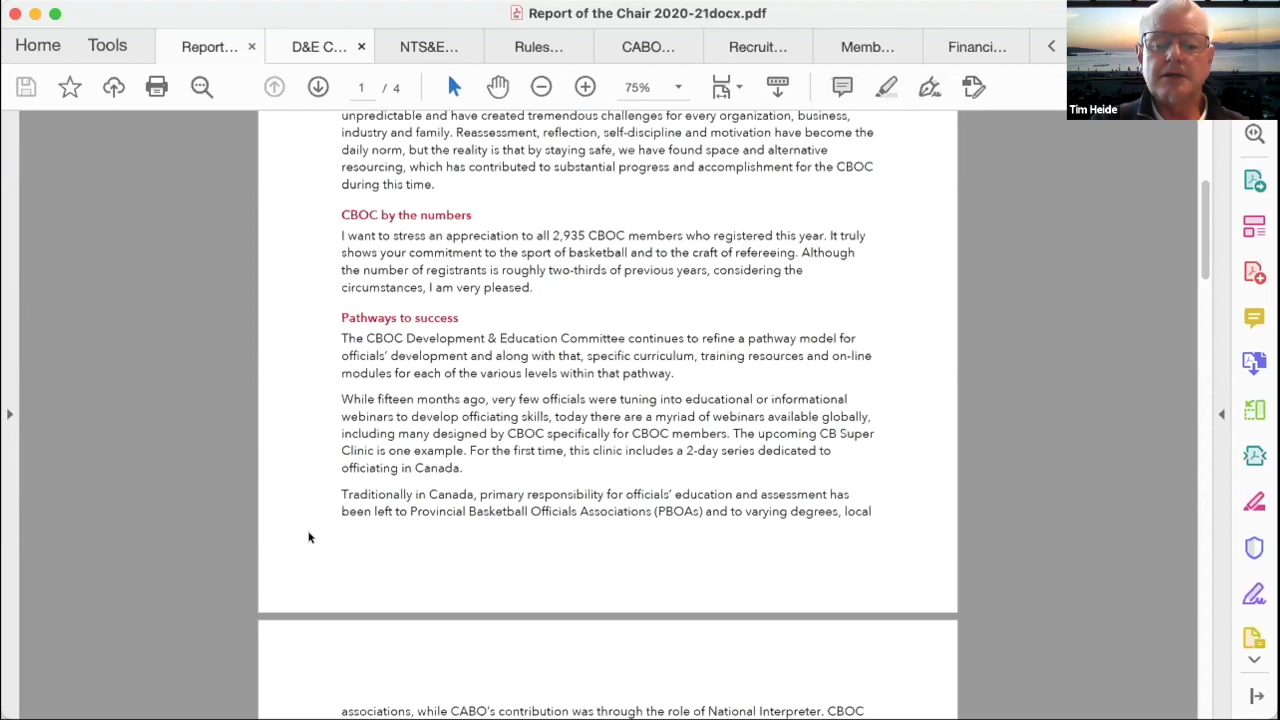 Report of the Chair 2020-21docx.pdf
Home
Tools
Report...
D&E C...
NTS&E...
Rules...
CABO...
Recruit...
Memb...
Financi...
1 / 4
75%
Tim Heide
and have created tremendous challenges for every organization, business,
industry and family. Reassessment, reflection, self-discipline and motivation have become the
daily norm, but the reality is that by staying safe, we have found space and alternative
resourcing, which has contributed to substantial progress and accomplishment for the CBOC
during this time.
CBOC by the numbers
I want to stress an appreciation to all 2,935 CBOC members who registered this year. It truly
shows your commitment to the sport of basketball and to the craft of refereeing. Although
the number of registrants is roughly two-thirds of previous years, considering the
circumstances, I am very pleased.
Pathways to success
The CBOC Development & Education Committee continues to refine a pathway model for
officials’ development and along with that, specific curriculum, training resources and on-line
modules for each of the various levels within that pathway.
While fifteen months ago, very few officials were tuning into educational or informational
webinars to develop officiating skills, today there are a myriad of webinars available globally,
including many designed by CBOC specifically for CBOC members. The upcoming CB Super
Clinic is one example. For the first time, this clinic includes a 2-day series dedicated to
officiating in Canada.
Traditionally in Canada, primary responsibility for officials’ education and assessment has
been left to Provincial Basketball Officials Associations (PBOAs) and to varying degrees, local
associations, while CABO’s contribution was through the role of National Interpreter. CBOC